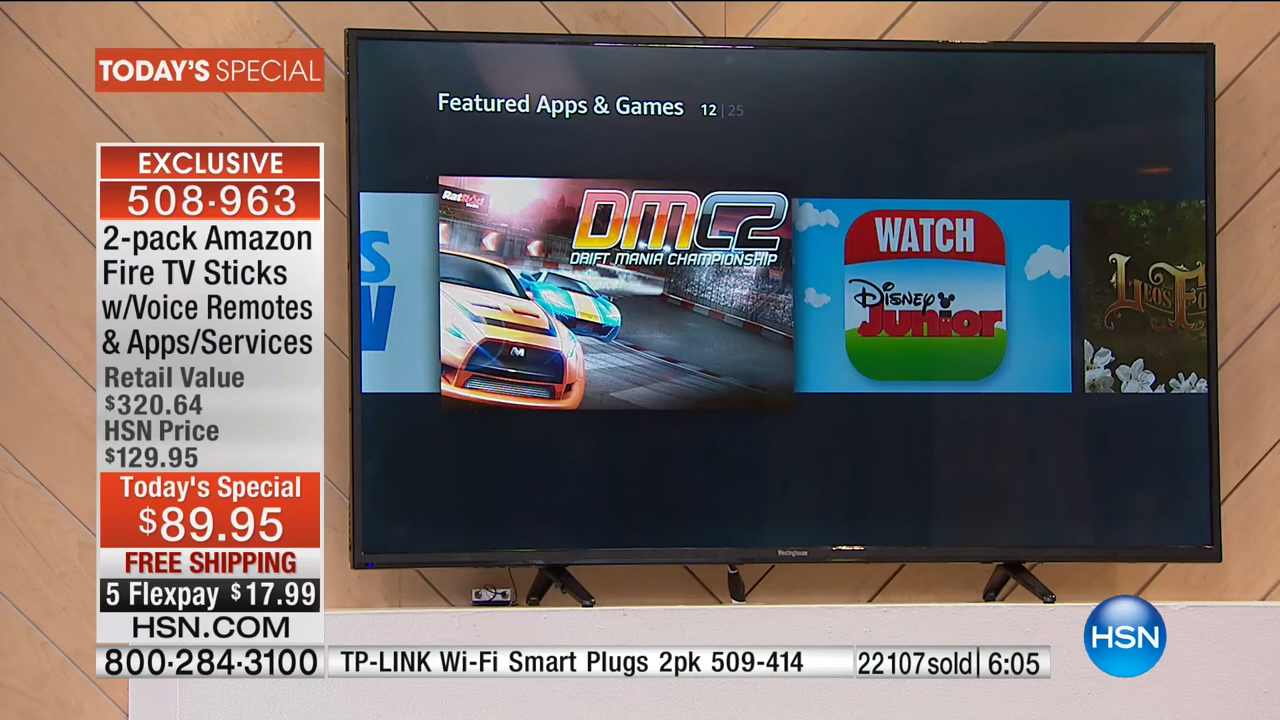 TODAY'S SPECIAL
EXCLUSIVE
508-963
2-pack Amazon
Fire TV Sticks
w/Voice Remotes
& Apps/Services
Retail Value
$320.64
HSN Price
$129.95
Today's Special
$89.95
FREE SHIPPING
5 Flexpay $17.99
HSN.COM
800-284-3100
TP-LINK Wi-Fi Smart Plugs 2pk 509-414
22107sold
6:05
HSN
Featured Apps & Games 12 | 25
RatRod
DMC2
DRIFT MANIA CHAMPIONSHIP
WATCH
Disney
Junior
Westinghouse